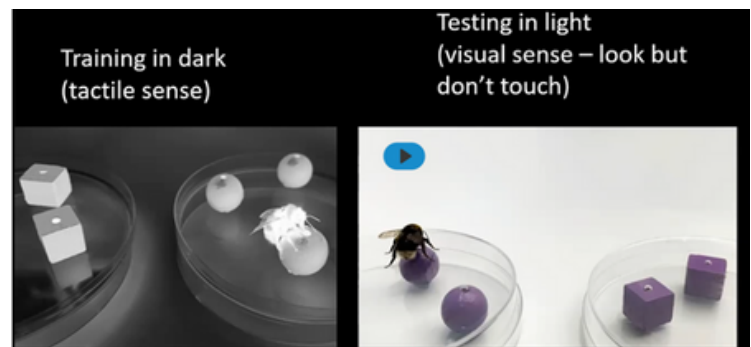 Training in dark
(tactile sense)
Testing in light
(visual sense – look but
don’t touch)